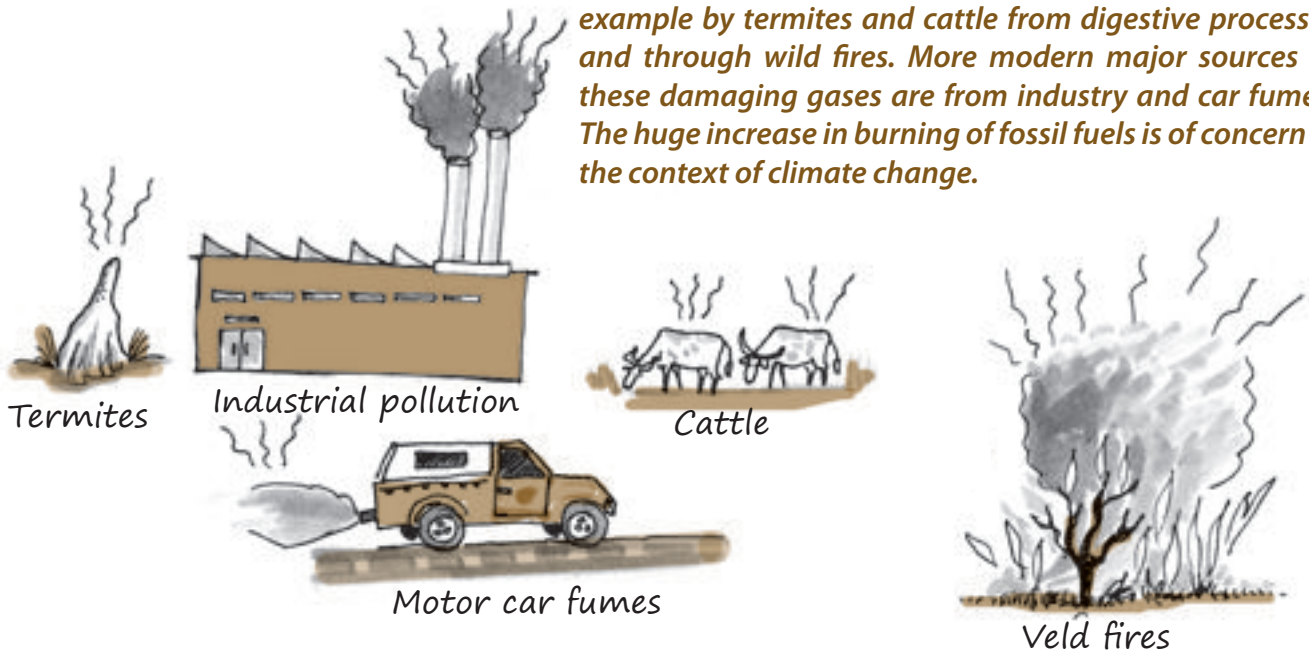 example by termites and cattle from digestive process
and through wild fires. More modern major sources
these damaging gases are from industry and car fume
The huge increase in burning of fossil fuels is of concern
the context of climate change.
Termites
Industrial pollution
Cattle
Motor car fumes
Veld fires